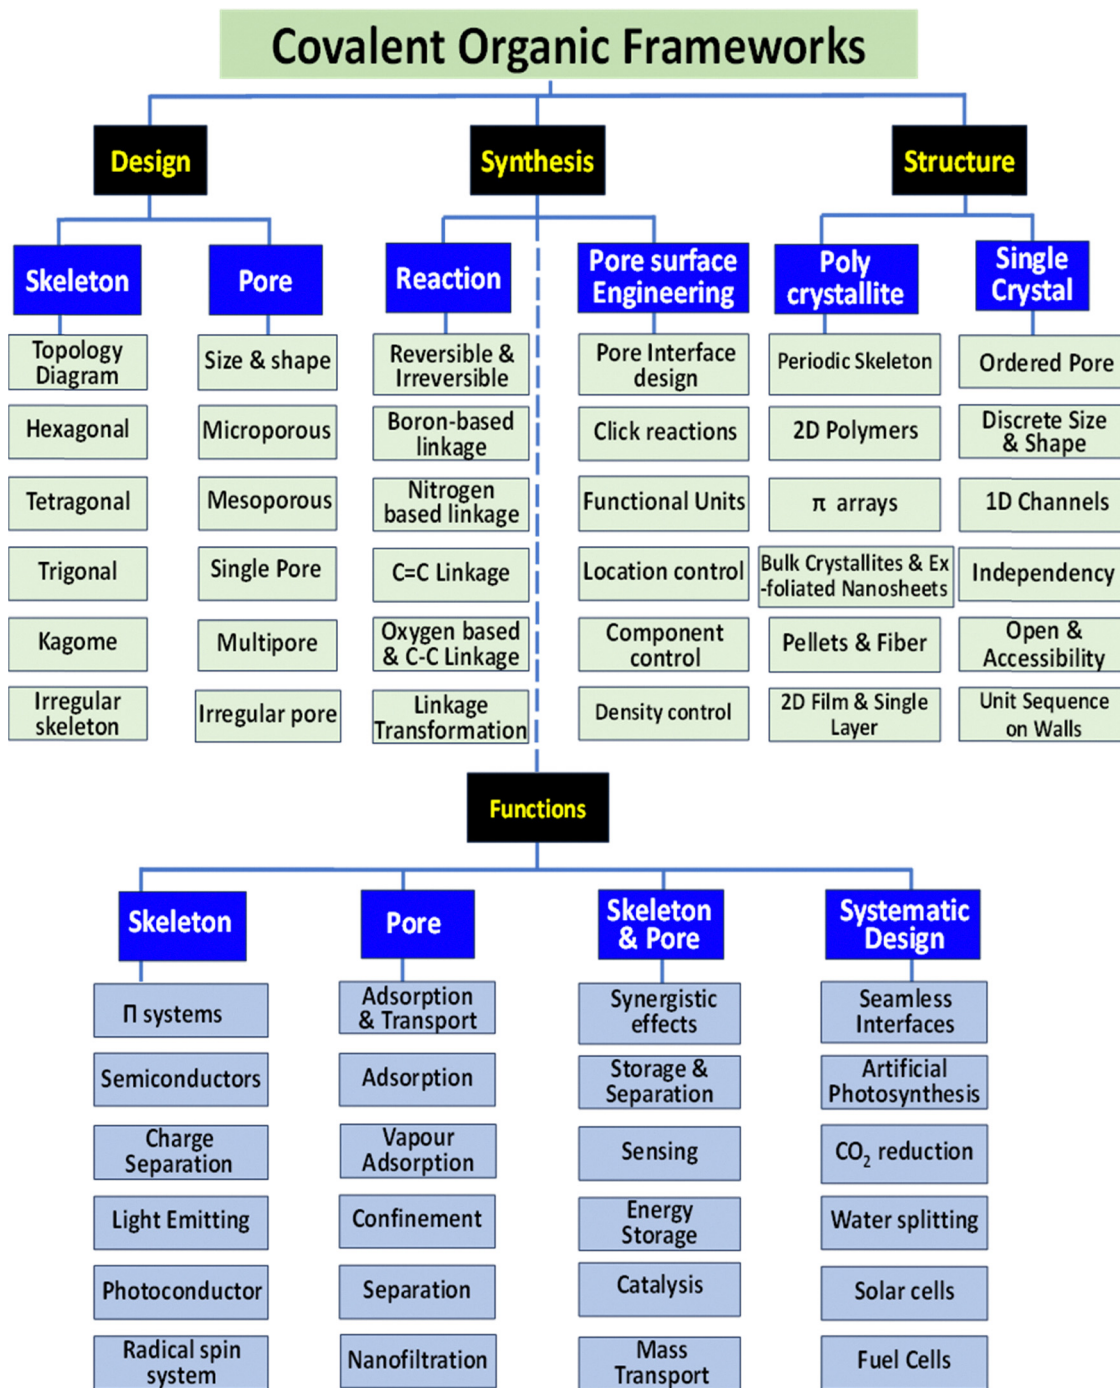 Covalent Organic Frameworks
Design
Synthesis
Structure
Skeleton
Pore
Reaction
Pore surface
Engineering
Poly
crystallite
Single
Crystal
Topology
Diagram
Hexagonal
Tetragonal
Trigonal
Kagome
Irregular
skeleton
Size & shape
Microporous
Mesoporous
Single Pore
Multipore
Irregular pore
Reversible &
Irreversible
Boron-based
linkage
Nitrogen
based linkage
C=C Linkage
Oxygen based
& C-C Linkage
Linkage
Transformation
Pore Interface
design
Click reactions
Functional Units
Location control
Component
control
Density control
Periodic Skeleton
2D Polymers
π arrays
Bulk Crystallites & Ex
-foliated Nanosheets
Pellets & Fiber
2D Film & Single
Layer
Ordered Pore
Discrete Size
& Shape
1D Channels
Independency
Open &
Accessibility
Unit Sequence
on Walls
Functions
Skeleton
Pore
Skeleton
& Pore
Systematic
Design
Π systems
Semiconductors
Charge
Separation
Light Emitting
Photoconductor
Radical spin
system
Adsorption
& Transport
Adsorption
Vapour
Adsorption
Confinement
Separation
Nanofiltration
Synergistic
effects
Storage &
Separation
Sensing
Energy
Storage
Catalysis
Mass
Transport
Seamless
Interfaces
Artificial
Photosynthesis
CO₂ reduction
Water splitting
Solar cells
Fuel Cells